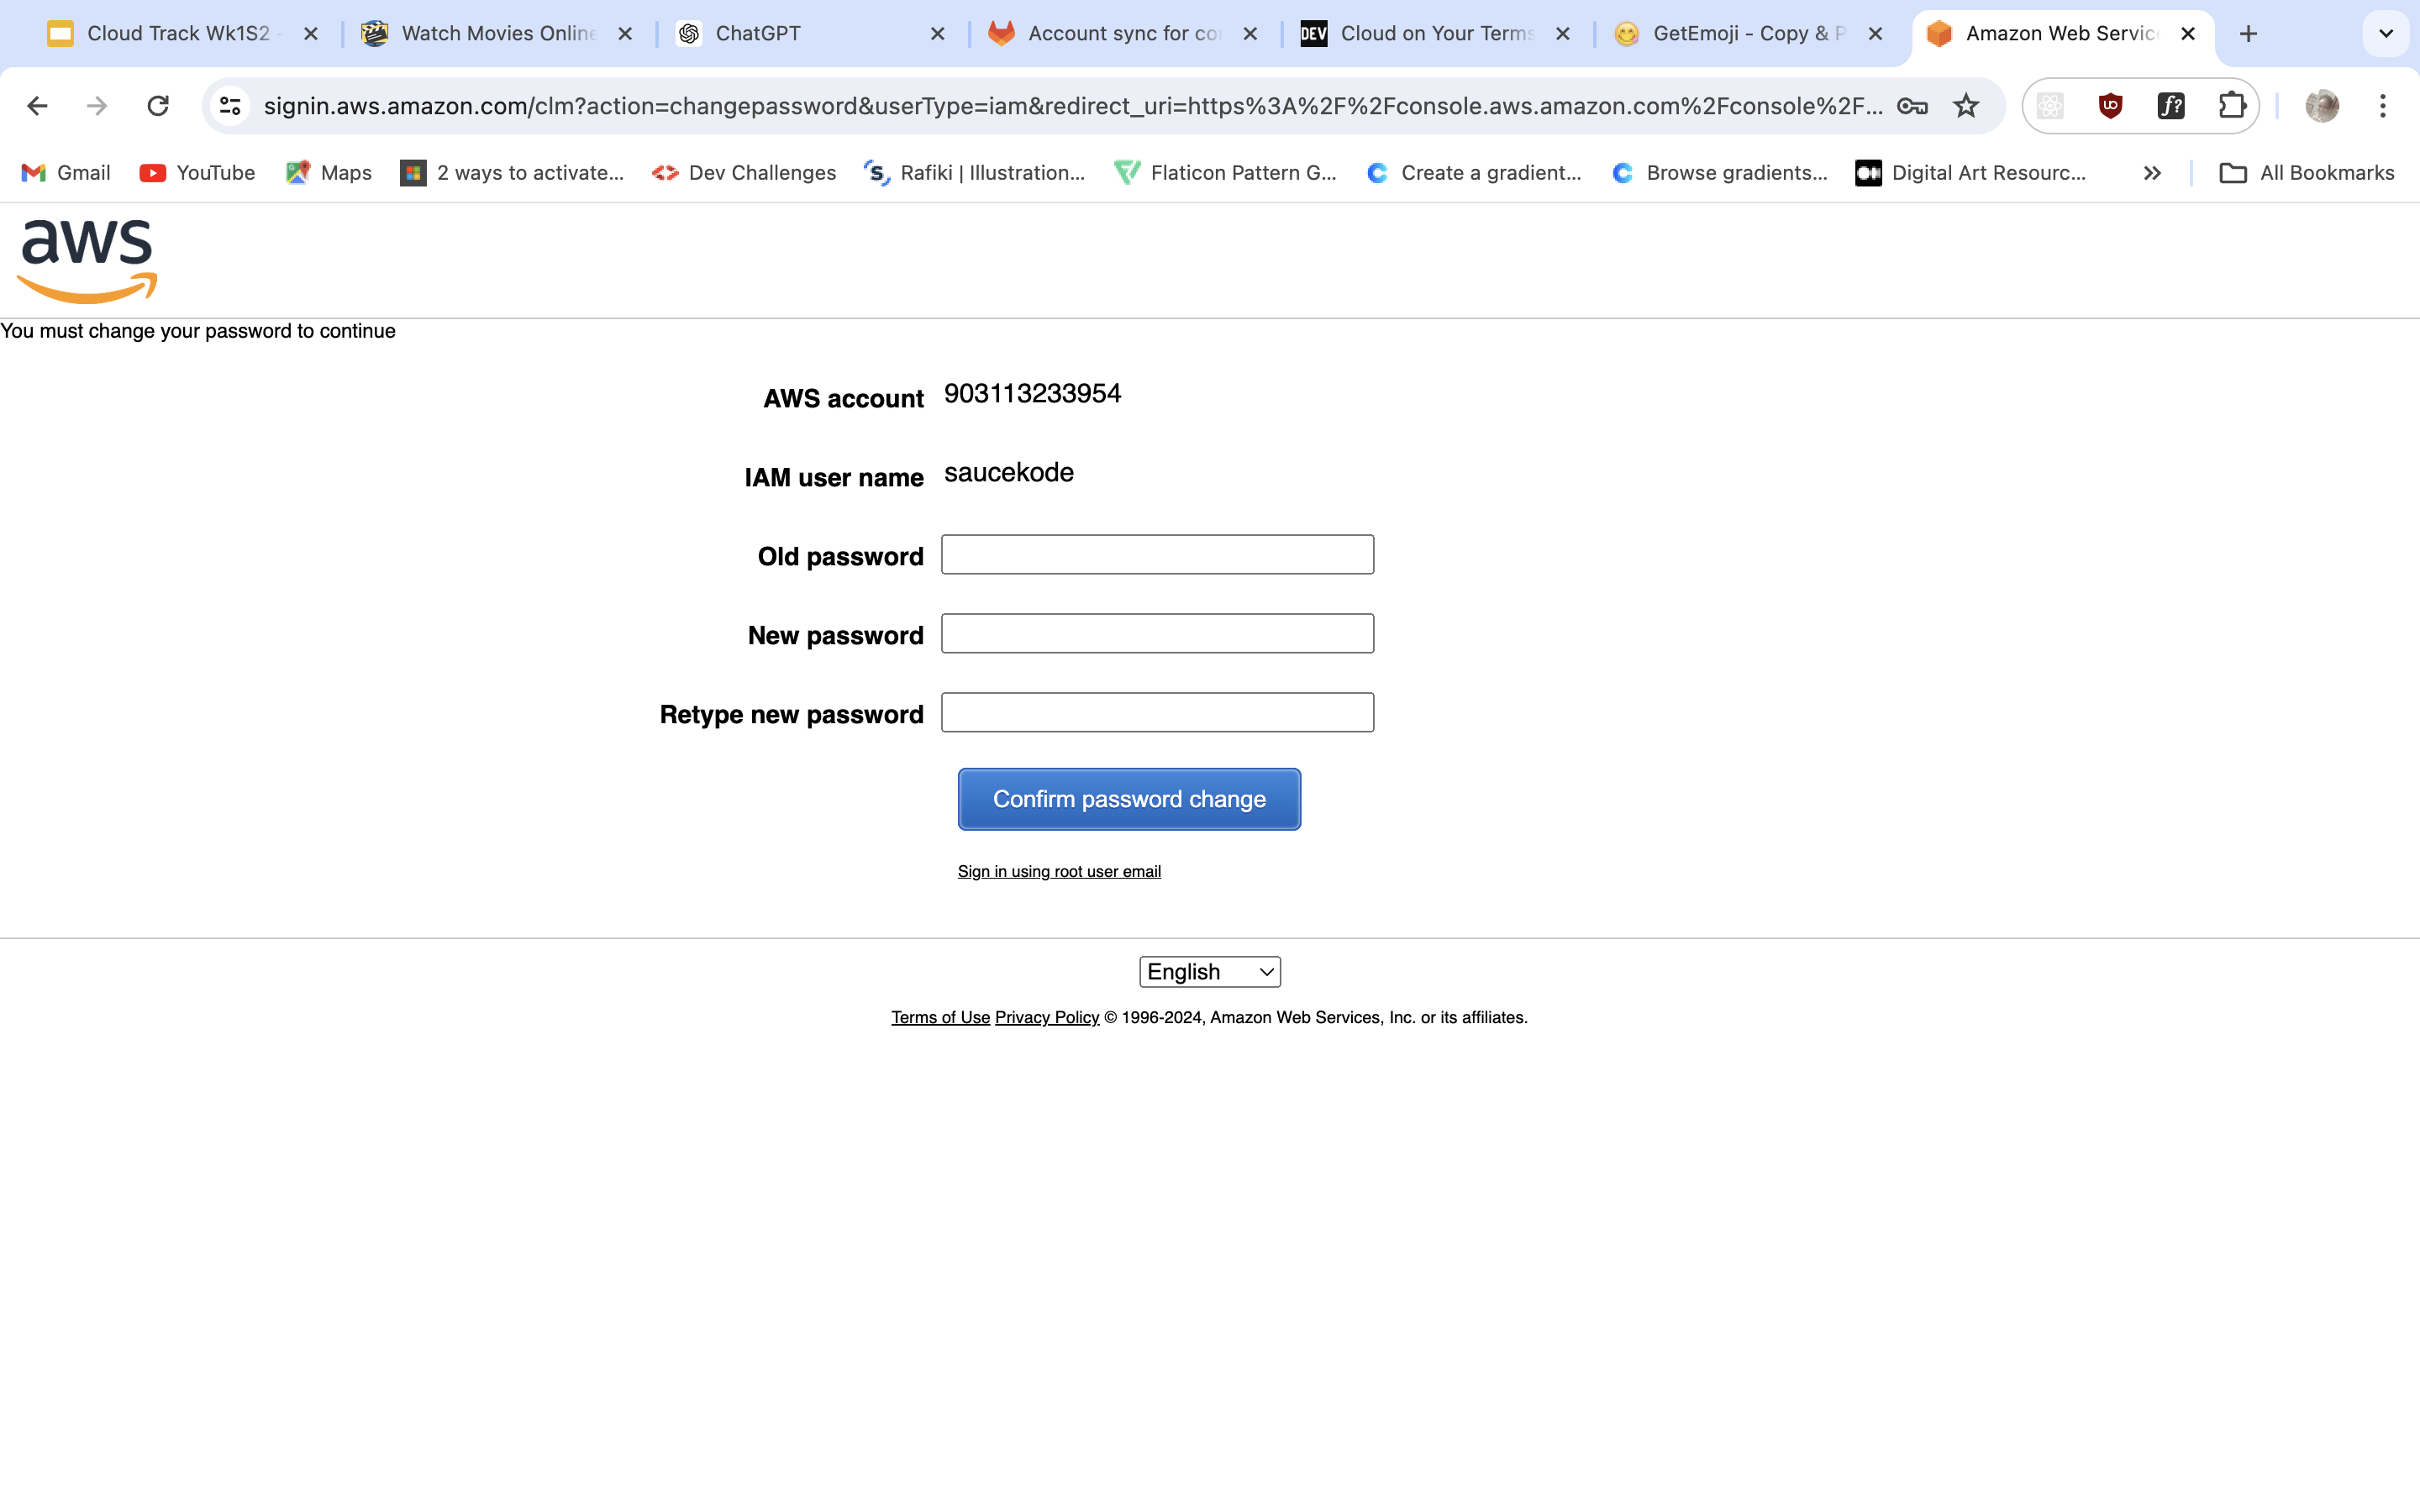 Cloud Track Wk1S2 -
Watch Movies Online
ChatGPT
Account sync for co
Cloud on Your Terms
GetEmoji - Copy & P
Amazon Web Servic
signin.aws.amazon.com/clm?action=changepassword&userType=iam&redirect_uri=https%3A%2F%2Fconsole.aws.amazon.com%2Fconsole%2F...
Gmail
YouTube
Maps
2 ways to activate...
Dev Challenges
Rafiki | Illustration...
Flaticon Pattern G...
Create a gradient...
Browse gradients...
Digital Art Resourc...
All Bookmarks
aws
You must change your password to continue
AWS account 903113233954
IAM user name saucekode
Old password
New password
Retype new password
Confirm password change
Sign in using root user email
English
Terms of Use Privacy Policy © 1996-2024, Amazon Web Services, Inc. or its affiliates.